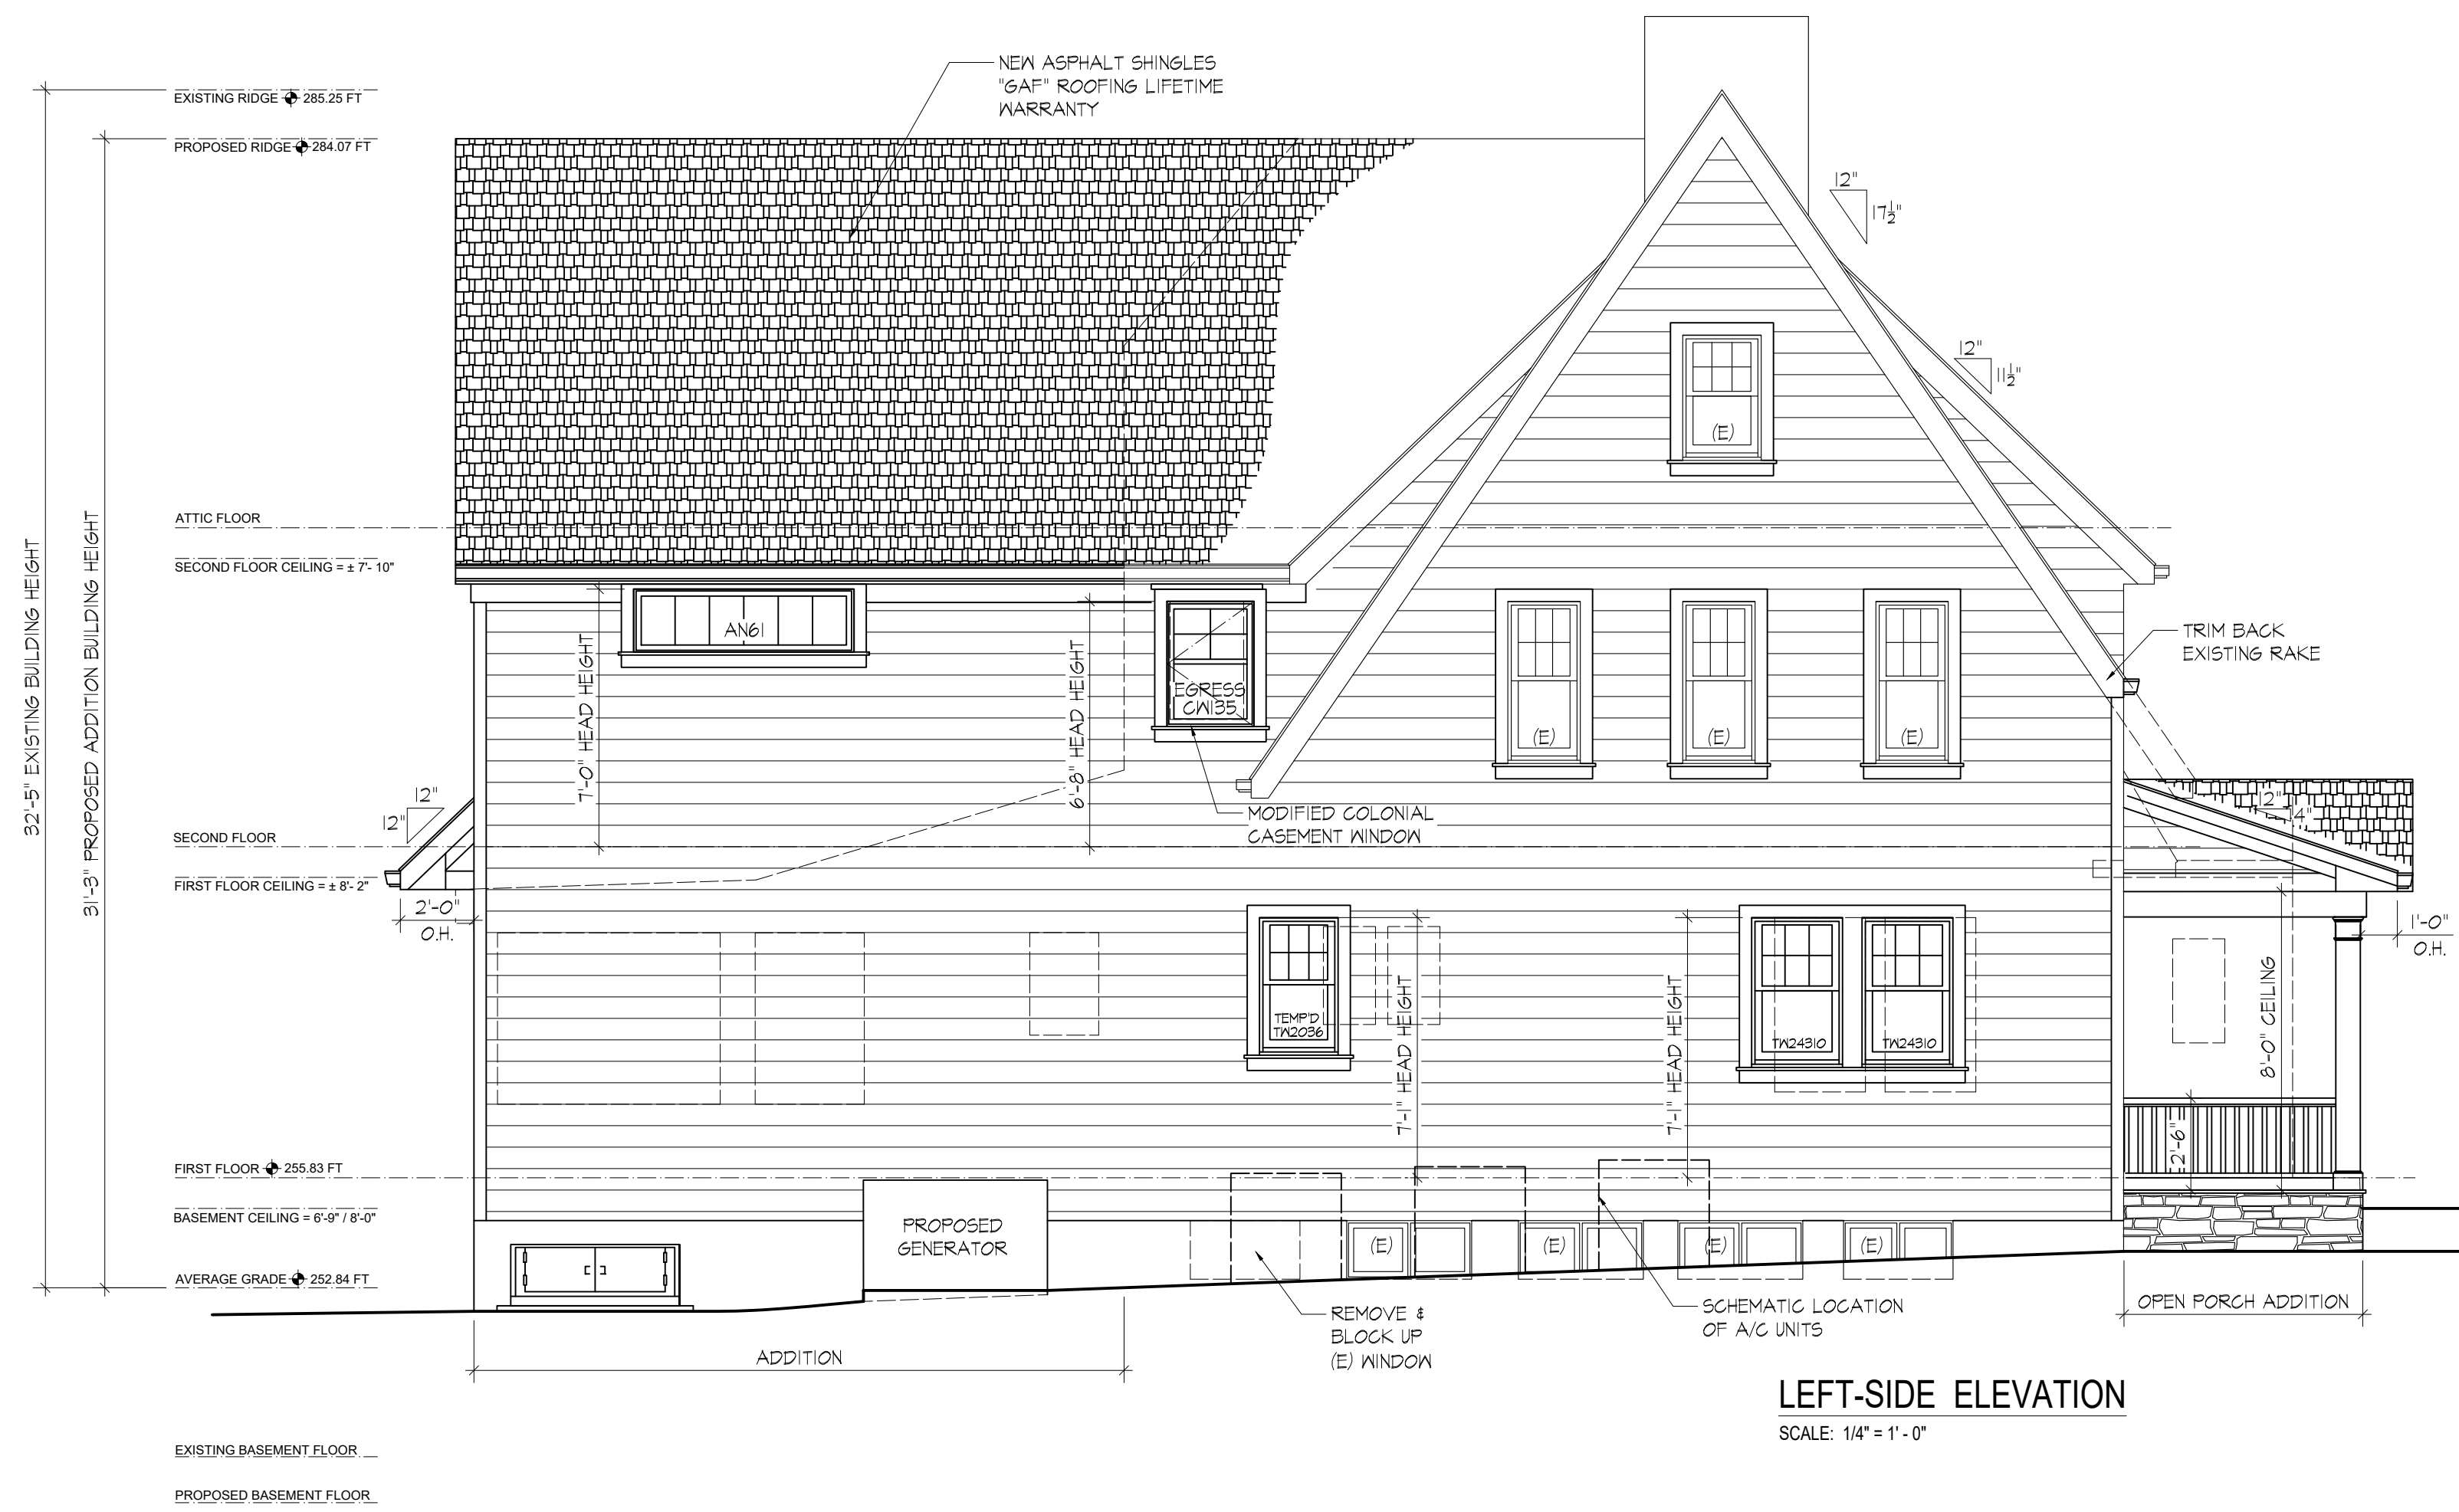 NEW ASPHALT SHINGLES
"GAF" ROOFING LIFETIME
WARRANTY
EXISTING RIDGE 285.25 FT
PROPOSED RIDGE 284.07 FT
12"
17½"
12"
11½"
(E)
32'-5" EXISTING BUILDING HEIGHT
31'-3" PROPOSED ADDITION BUILDING HEIGHT
ATTIC FLOOR
SECOND FLOOR CEILING = ± 7'- 10"
AN61
7'-0" HEAD HEIGHT
6'-8" HEAD HEIGHT
EGRESS
CW135
(E)
(E)
(E)
TRIM BACK
EXISTING RAKE
MODIFIED COLONIAL
CASEMENT WINDOW
12"
12"
12"
4"
SECOND FLOOR
FIRST FLOOR CEILING = ± 8'- 2"
2'-0"
O.H.
1'-0"
O.H.
TEMP'D
TW2036
7'-1" HEAD HEIGHT
7'-1" HEAD HEIGHT
TW24310
TW24310
8'-0" CEILING
2'-6"
FIRST FLOOR 255.83 FT
BASEMENT CEILING = 6'-9" / 8'-0"
PROPOSED
GENERATOR
(E)
(E)
(E)
(E)
AVERAGE GRADE 252.84 FT
REMOVE &
BLOCK UP
(E) WINDOW
SCHEMATIC LOCATION
OF A/C UNITS
OPEN PORCH ADDITION
ADDITION
LEFT-SIDE ELEVATION
SCALE: 1/4" = 1' - 0"
EXISTING BASEMENT FLOOR
PROPOSED BASEMENT FLOOR